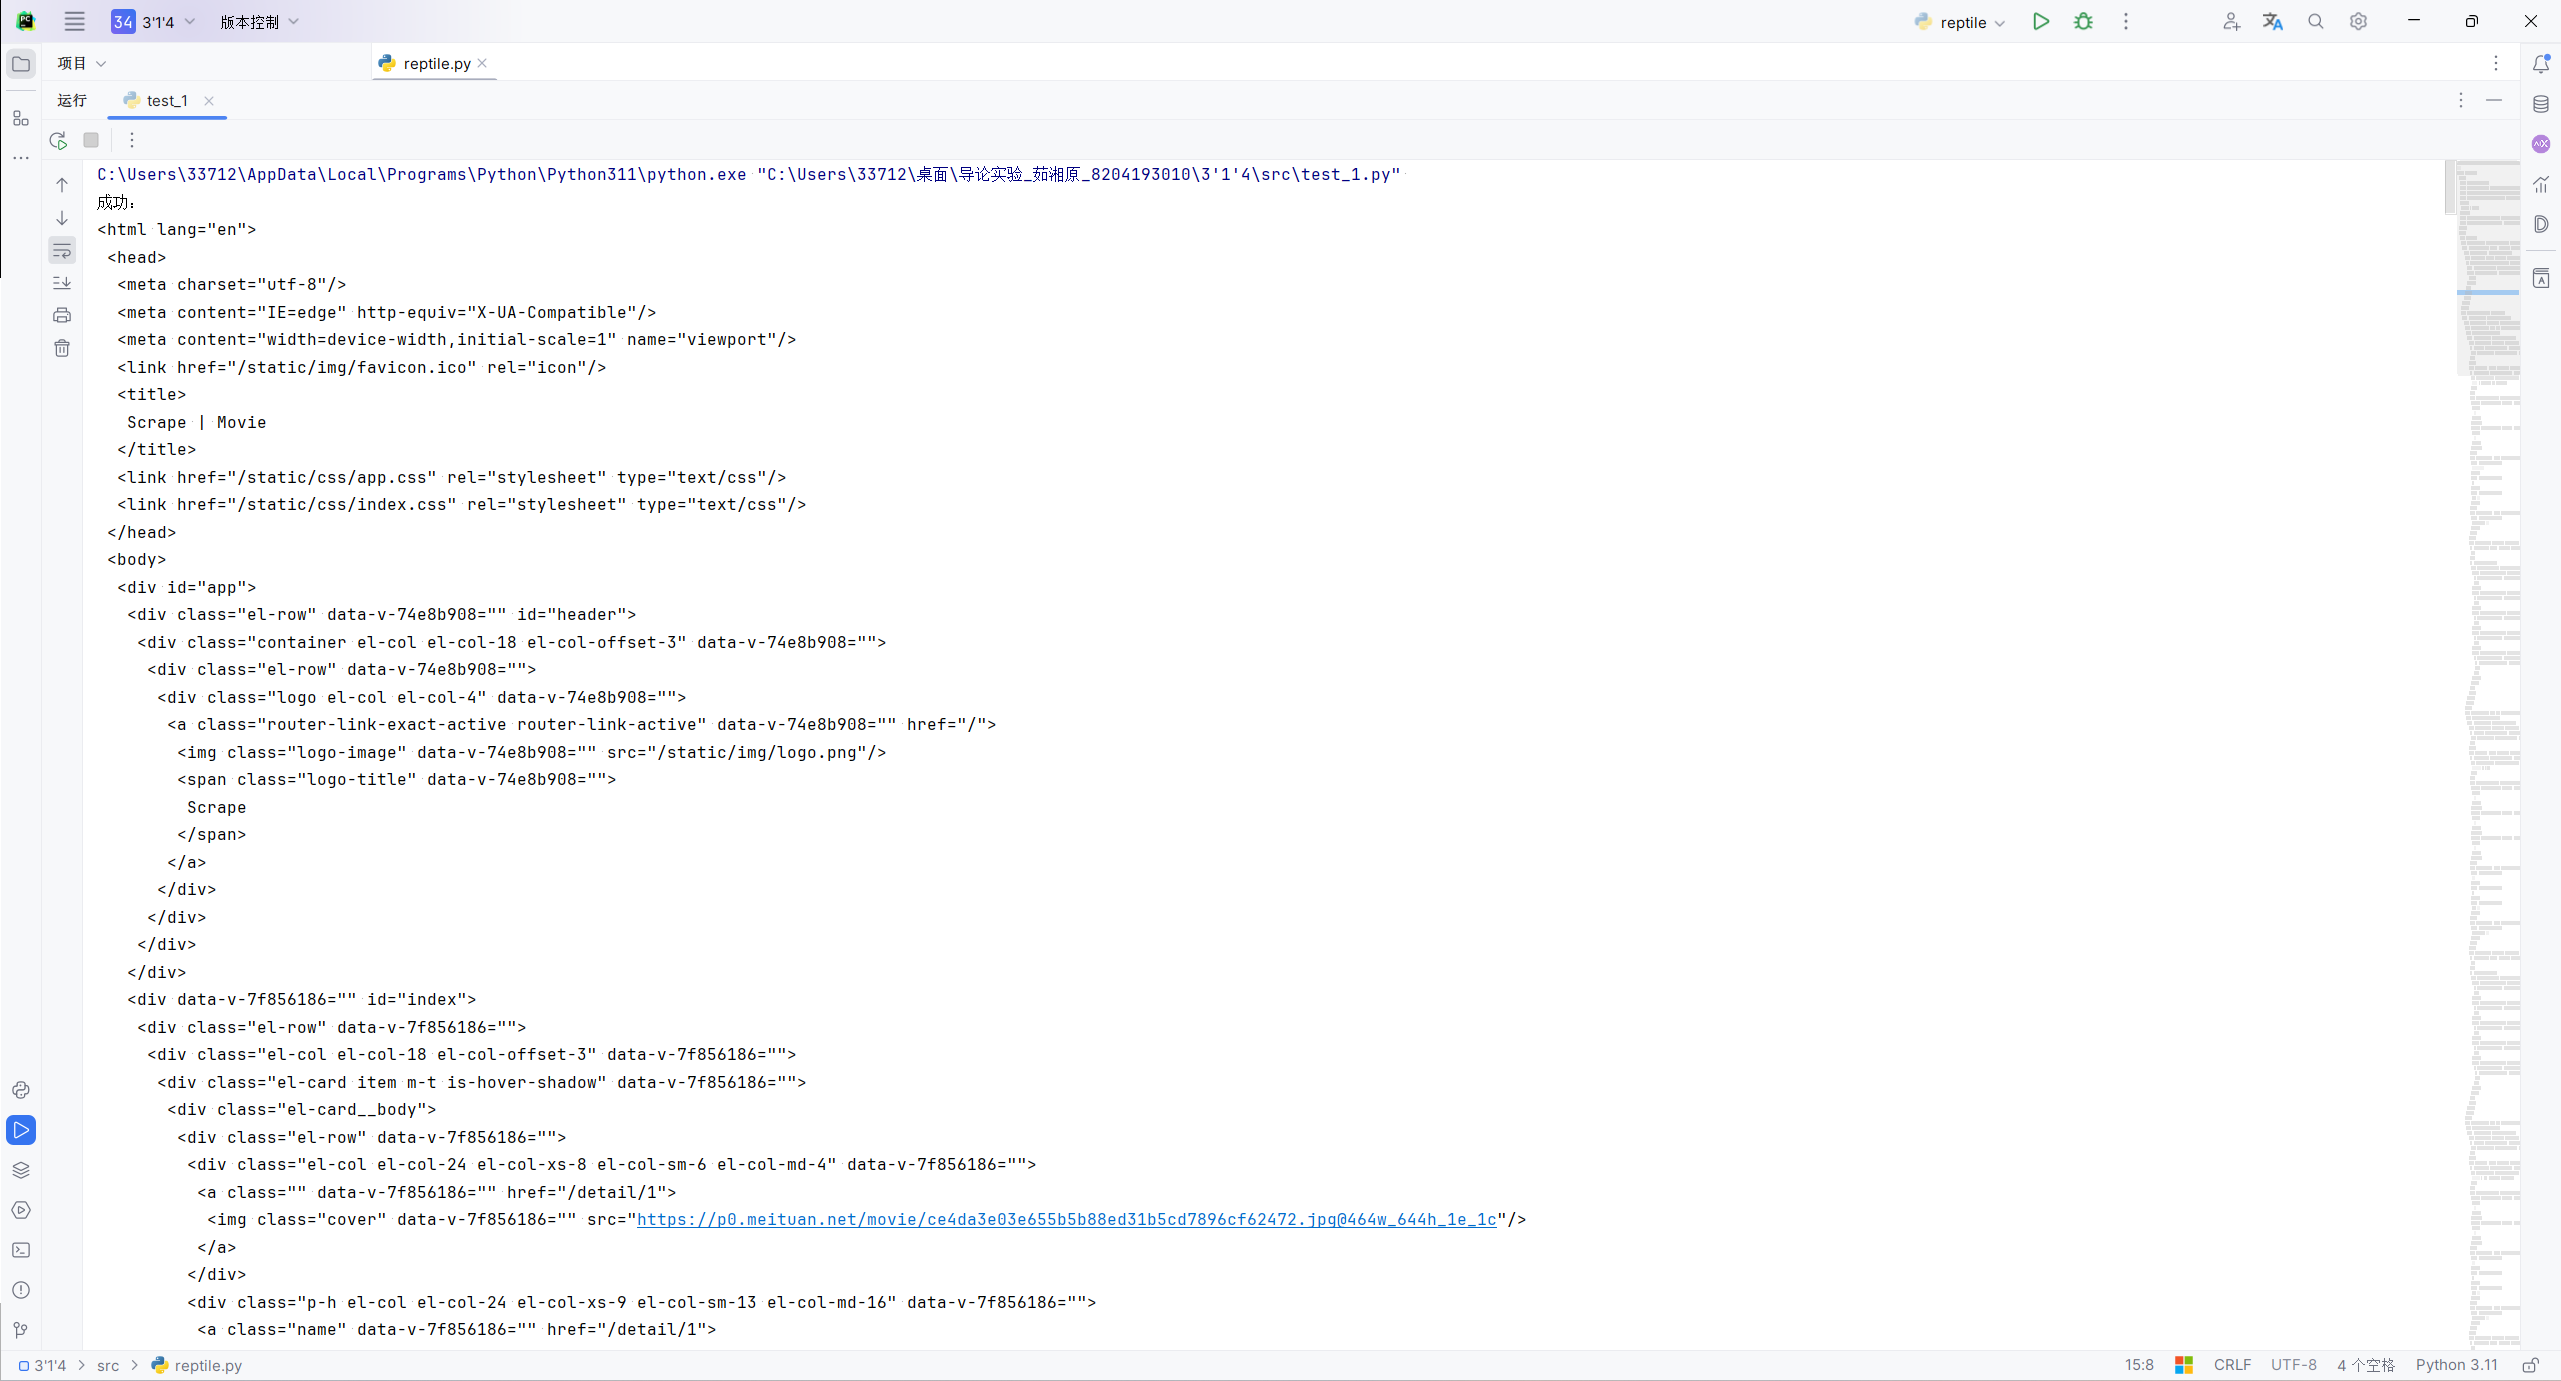 34 3'1'4 版本控制 reptile
项目 reptile.py
运行 test_1
C:\Users\33712\AppData\Local\Programs\Python\Python311\python.exe "C:\Users\33712\桌面\导论实验_茹湘原_8204193010\3'1'4\src\test_1.py"
成功:
<html lang="en">
<head>
<meta charset="utf-8"/>
<meta content="IE=edge" http-equiv="X-UA-Compatible"/>
<meta content="width=device-width,initial-scale=1" name="viewport"/>
<link href="/static/img/favicon.ico" rel="icon"/>
<title>
Scrape | Movie
</title>
<link href="/static/css/app.css" rel="stylesheet" type="text/css"/>
<link href="/static/css/index.css" rel="stylesheet" type="text/css"/>
</head>
<body>
<div id="app">
<div class="el-row" data-v-74e8b908="" id="header">
<div class="container el-col el-col-18 el-col-offset-3" data-v-74e8b908="">
<div class="el-row" data-v-74e8b908="">
<div class="logo el-col el-col-4" data-v-74e8b908="">
<a class="router-link-exact-active router-link-active" data-v-74e8b908="" href="/">
<img class="logo-image" data-v-74e8b908="" src="/static/img/logo.png"/>
<span class="logo-title" data-v-74e8b908="">
Scrape
</span>
</a>
</div>
</div>
</div>
</div>
<div data-v-7f856186="" id="index">
<div class="el-row" data-v-7f856186="">
<div class="el-col el-col-18 el-col-offset-3" data-v-7f856186="">
<div class="el-card item m-t is-hover-shadow" data-v-7f856186="">
<div class="el-card__body">
<div class="el-row" data-v-7f856186="">
<div class="el-col el-col-24 el-col-xs-8 el-col-sm-6 el-col-md-4" data-v-7f856186="">
<a class="" data-v-7f856186="" href="/detail/1">
<img class="cover" data-v-7f856186="" src="https://p0.meituan.net/movie/ce4da3e03e655b5b88ed31b5cd7896cf62472.jpg@464w_644h_1e_1c"/>
</a>
</div>
<div class="p-h el-col el-col-24 el-col-xs-9 el-col-sm-13 el-col-md-16" data-v-7f856186="">
<a class="name" data-v-7f856186="" href="/detail/1">
3'1'4 > src > reptile.py 15:8 CRLF UTF-8 4 个空格 Python 3.11